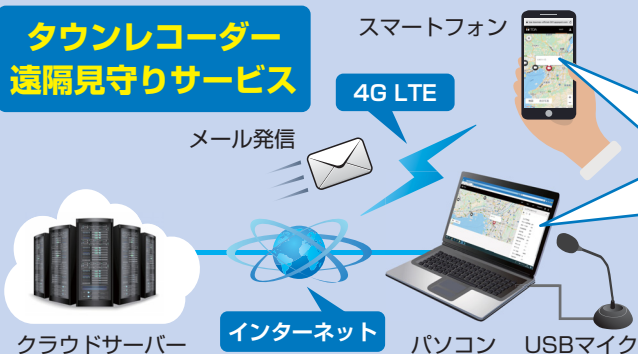 タウンレコーダー
遠隔見守りサービス
スマートフォン
4G LTE
メール発信
クラウドサーバー
インターネット
パソコン
USBマイク